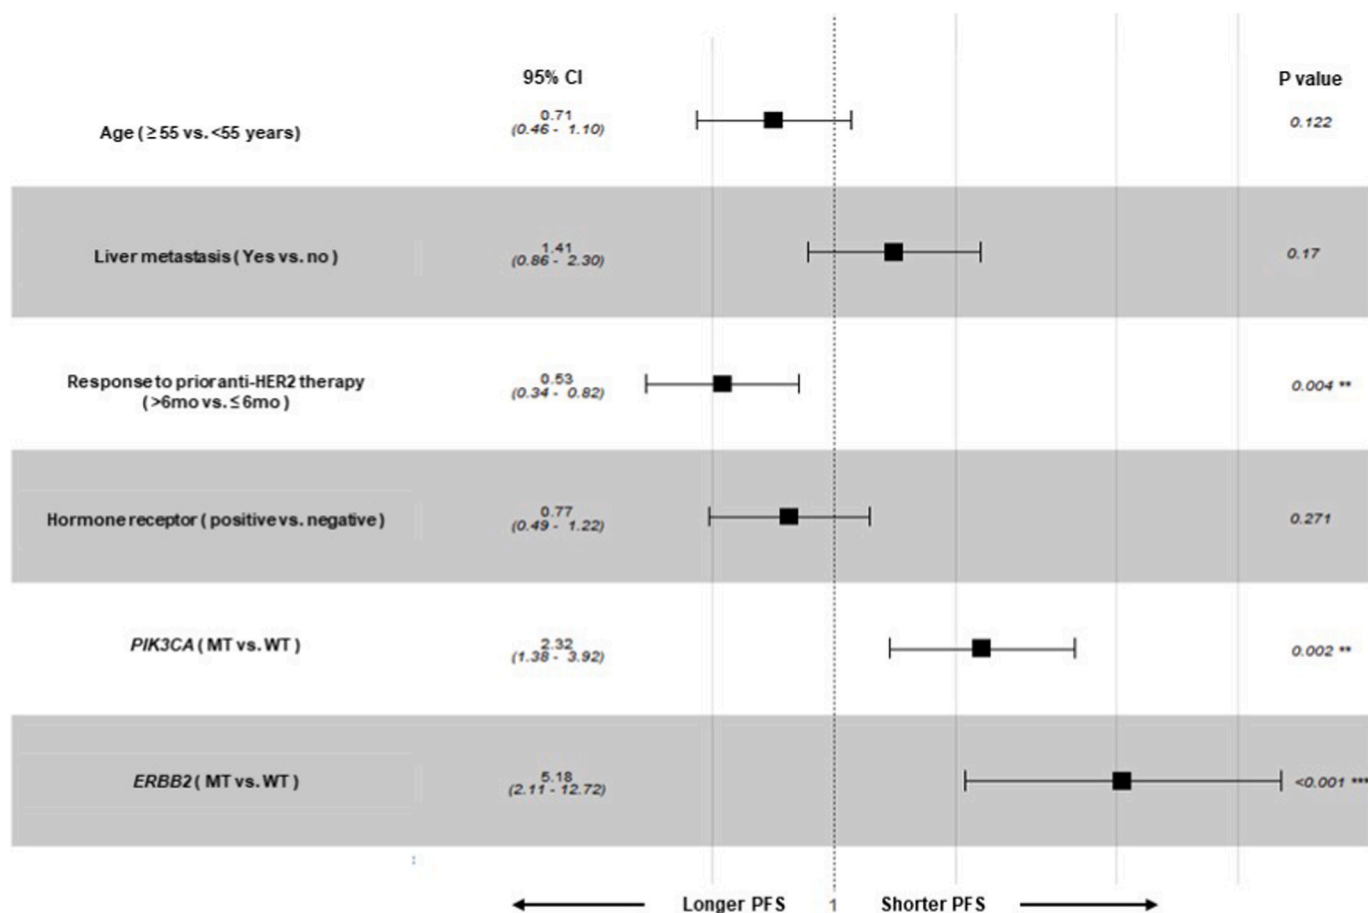 95% CI P value
Age ( ≥ 55 vs. <55 years) 0.71 0.122
(0.46 - 1.10)
Liver metastasis ( Yes vs. no ) 1.41 0.17
(0.86 - 2.30)
Response to prior anti-HER2 therapy 0.53 0.004 **
( >6mo vs. ≤ 6mo ) (0.34 - 0.82)
Hormone receptor ( positive vs. negative ) 0.77 0.271
(0.49 - 1.22)
PIK3CA ( MT vs. WT ) 2.32 0.002 **
(1.38 - 3.92)
ERBB2 ( MT vs. WT ) 5.18 <0.001 ***
(2.11 - 12.72)
Longer PFS 1 Shorter PFS